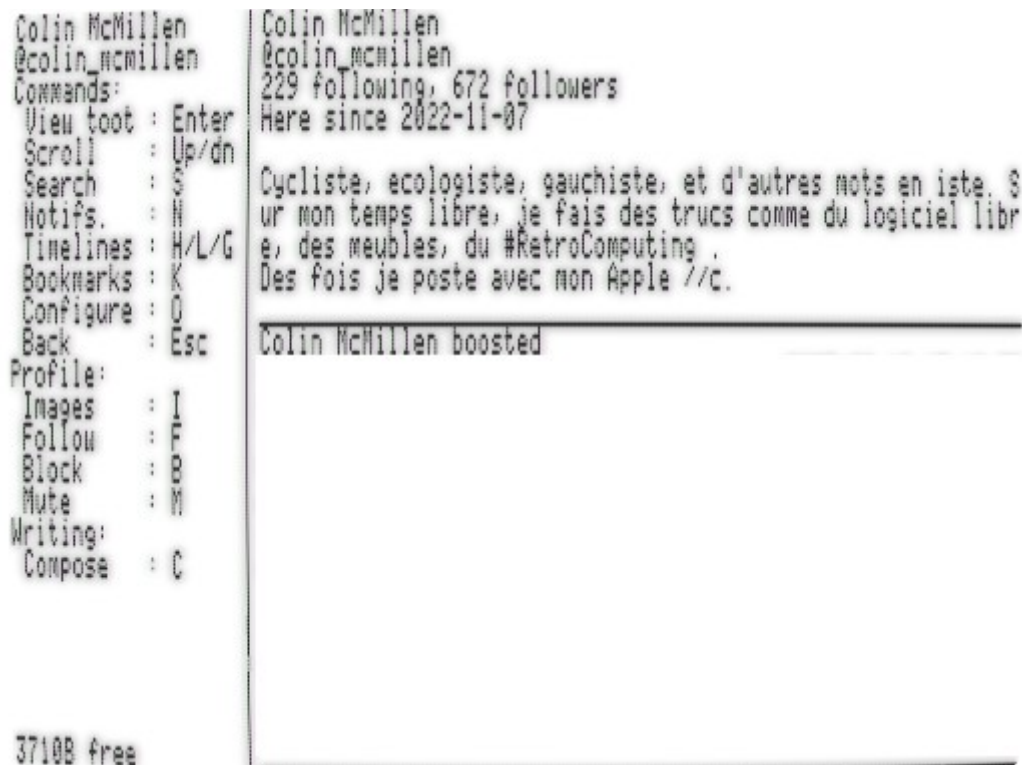 Colin McMillen
@colin_mcmillen
Commands:
View toot : Enter
Scroll : Up/dn
Search : S
Notifs. : N
Timelines : H/L/G
Bookmarks : K
Configure : O
Back : Esc
Profile:
Images : I
Follow : F
Block : B
Mute : M
Writing:
Compose : C
3710B free
Colin McMillen
@colin_mcmillen
229 following, 672 followers
Here since 2022-11-07
Cycliste, ecologiste, gauchiste, et d'autres mots en iste. S
ur mon temps libre, je fais des trucs comme du logiciel libr
e, des meubles, du #RetroComputing .
Des fois je poste avec mon Apple //c.
Colin McMillen boosted